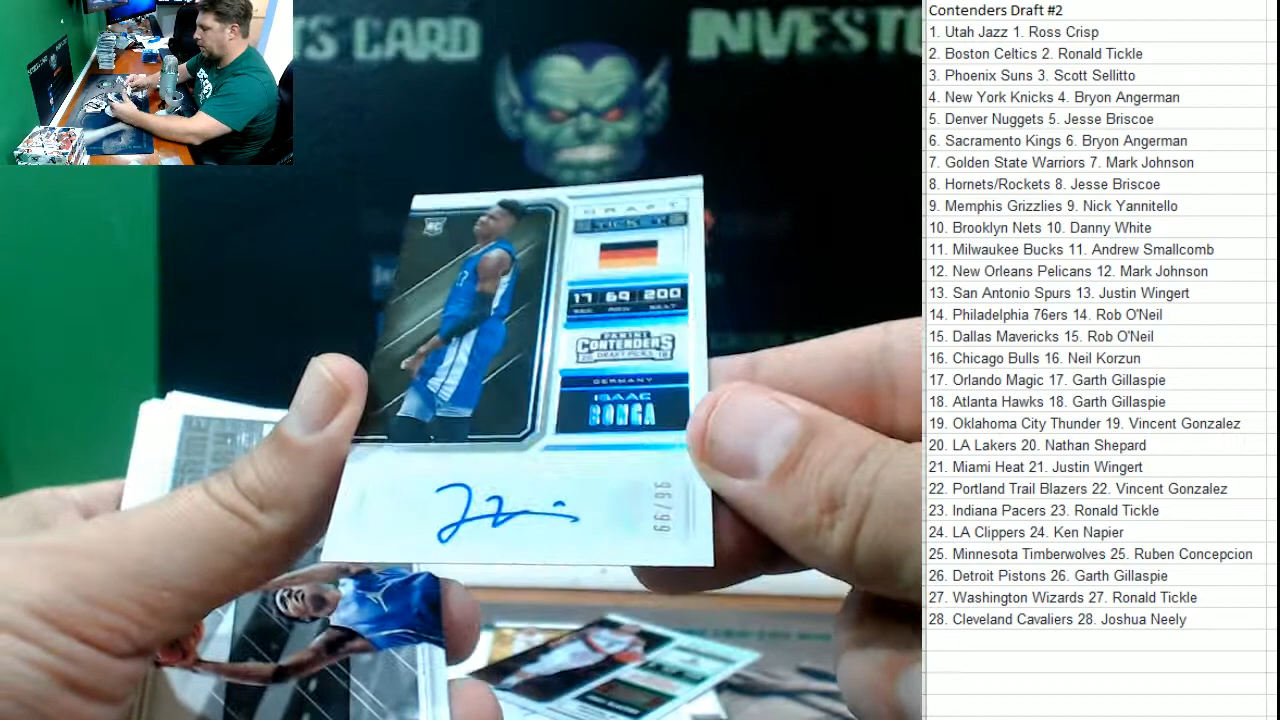 TS CARD
INVESTO
Contenders Draft #2
1. Utah Jazz 1. Ross Crisp
2. Boston Celtics 2. Ronald Tickle
3. Phoenix Suns 3. Scott Sellitto
4. New York Knicks 4. Bryon Angerman
5. Denver Nuggets 5. Jesse Briscoe
6. Sacramento Kings 6. Bryon Angerman
7. Golden State Warriors 7. Mark Johnson
8. Hornets/Rockets 8. Jesse Briscoe
9. Memphis Grizzlies 9. Nick Yannitello
10. Brooklyn Nets 10. Danny White
11. Milwaukee Bucks 11. Andrew Smallcomb
12. New Orleans Pelicans 12. Mark Johnson
13. San Antonio Spurs 13. Justin Wingert
14. Philadelphia 76ers 14. Rob O'Neil
15. Dallas Mavericks 15. Rob O'Neil
16. Chicago Bulls 16. Neil Korzun
17. Orlando Magic 17. Garth Gillaspie
18. Atlanta Hawks 18. Garth Gillaspie
19. Oklahoma City Thunder 19. Vincent Gonzalez
20. LA Lakers 20. Nathan Shepard
21. Miami Heat 21. Justin Wingert
22. Portland Trail Blazers 22. Vincent Gonzalez
23. Indiana Pacers 23. Ronald Tickle
24. LA Clippers 24. Ken Napier
25. Minnesota Timberwolves 25. Ruben Concepcion
26. Detroit Pistons 26. Garth Gillaspie
27. Washington Wizards 27. Ronald Tickle
28. Cleveland Cavaliers 28. Joshua Neely
RC
DRAFT
TICKET
17 69 200
SEC ROW SEAT
PANINI
CONTENDERS
20 DRAFT PICKS 18
GERMANY
ISAAC
BONGA
96/99